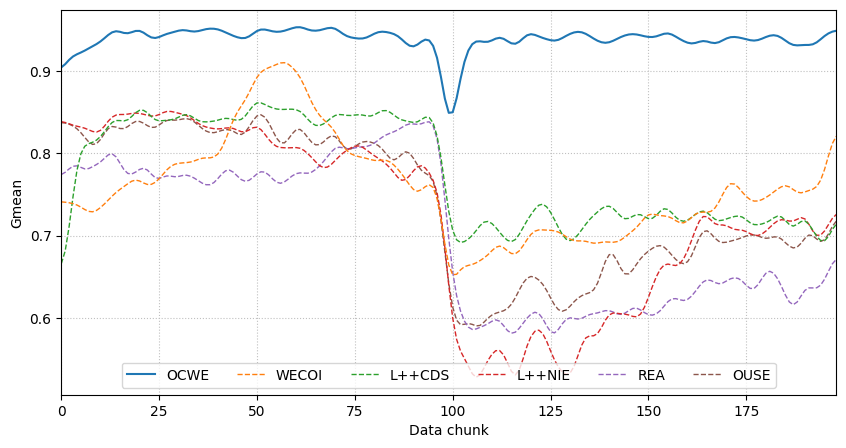 Gmean
0.9
0.8
0.7
0.6
OCWE WECOI L++CDS L++NIE REA OUSE
0 25 50 75 100 125 150 175
Data chunk